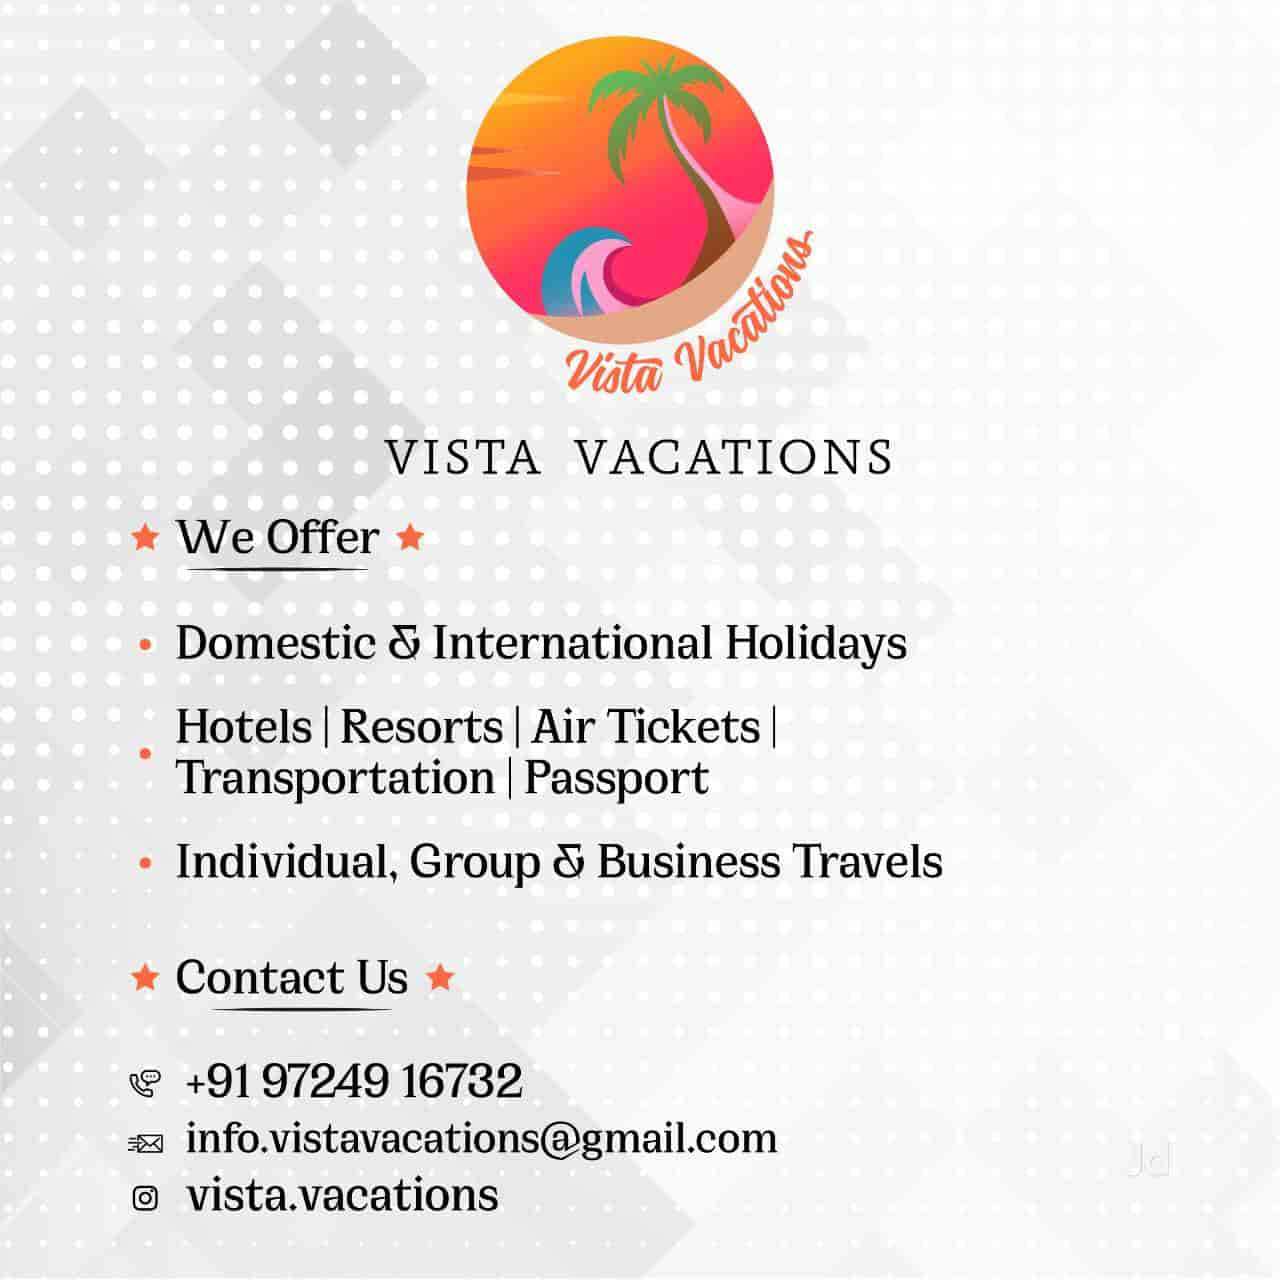 Vista Vacations
VISTA VACATIONS
We Offer
Domestic & International Holidays
Hotels | Resorts | Air Tickets |
Transportation | Passport
Individual, Group & Business Travels
Contact Us
+91 97249 16732
info.vistavacations@gmail.com
vista.vacations
Jd